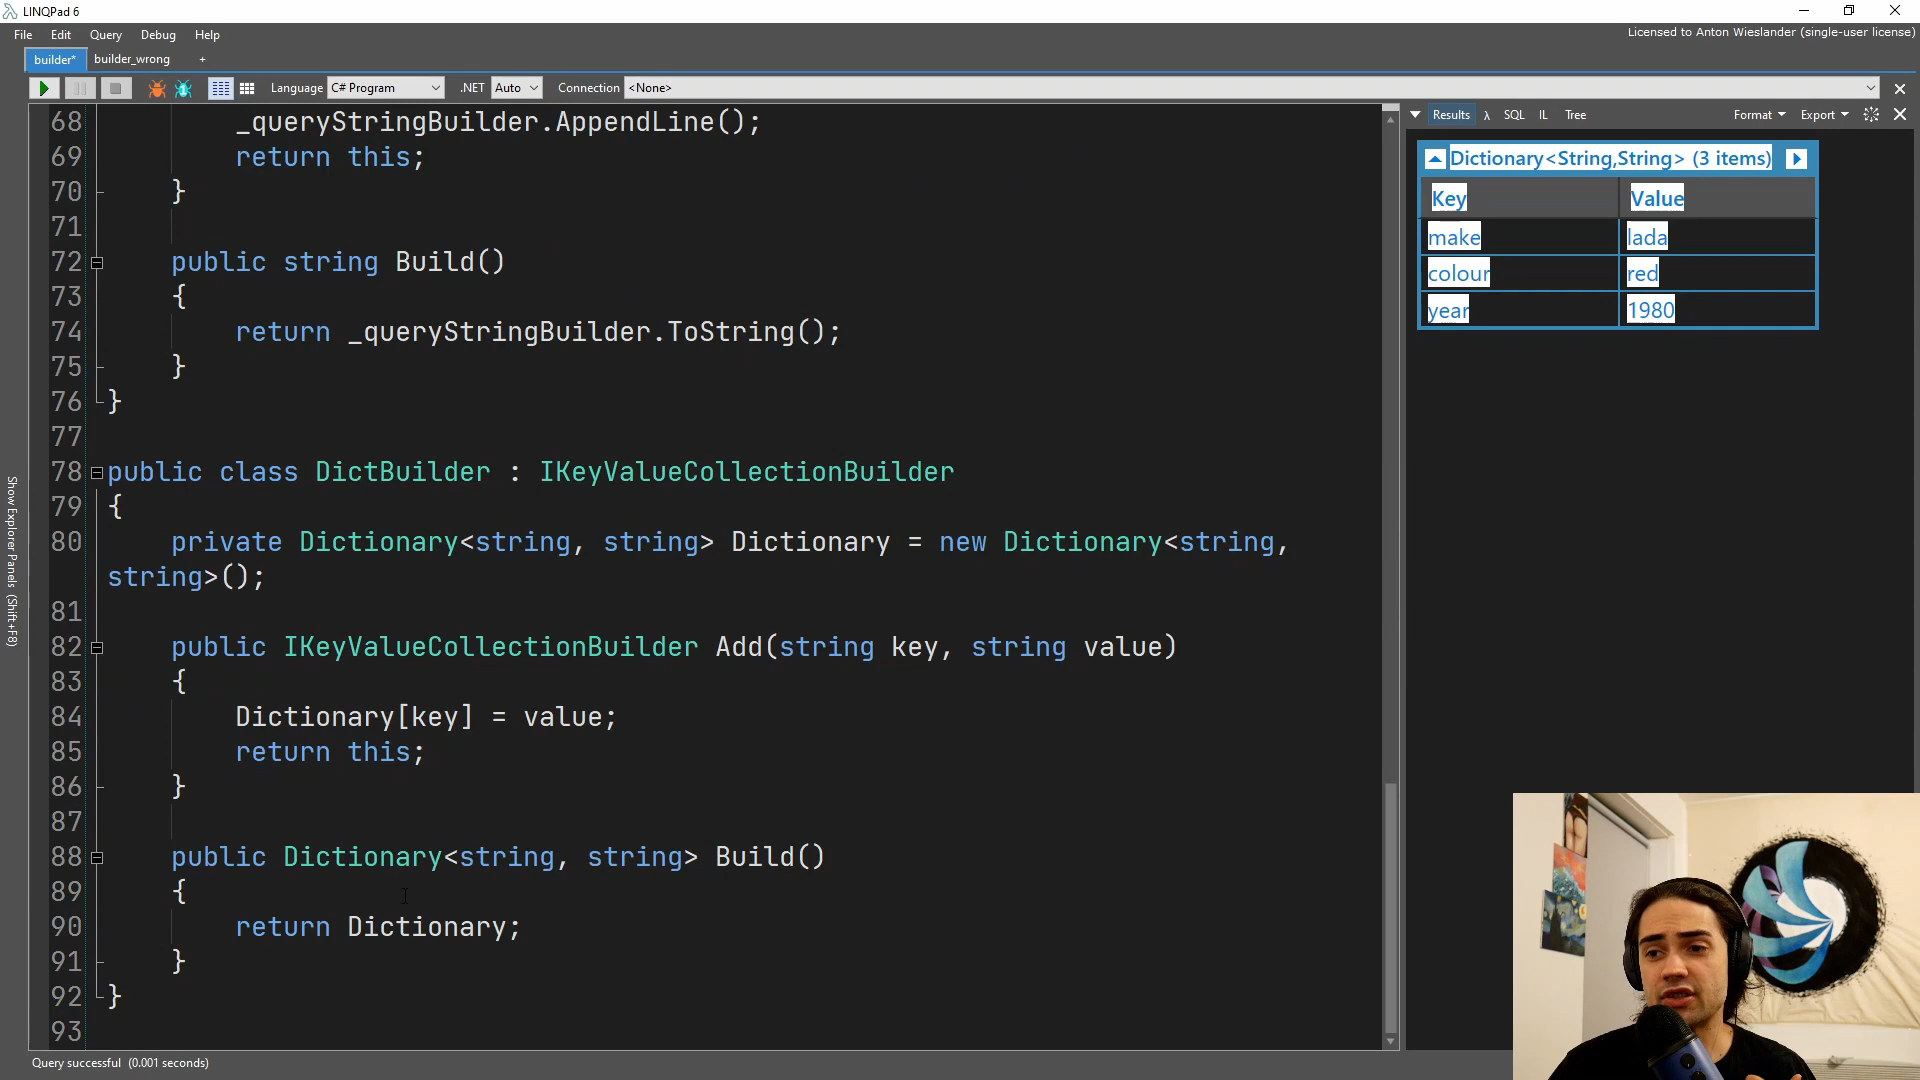 LINQPad 6
File Edit Query Debug Help
Licensed to Anton Wieslander (single-user license)
builder* builder_wrong +
Language C# Program .NET Auto Connection <None>
Results λ SQL IL Tree Format Export
68 _queryStringBuilder.AppendLine();
69 return this;
70 }
71
72 public string Build()
73 {
74 return _queryStringBuilder.ToString();
75 }
76 }
77
78 public class DictBuilder : IKeyValueCollectionBuilder
79 {
80 private Dictionary<string, string> Dictionary = new Dictionary<string,
string>();
81
82 public IKeyValueCollectionBuilder Add(string key, string value)
83 {
84 Dictionary[key] = value;
85 return this;
86 }
87
88 public Dictionary<string, string> Build()
89 {
90 return Dictionary;
91 }
92 }
93
Show Explorer Panels (Shift+F8)
Dictionary<String,String> (3 items)
Key Value
make lada
colour red
year 1980
Query successful (0.001 seconds)